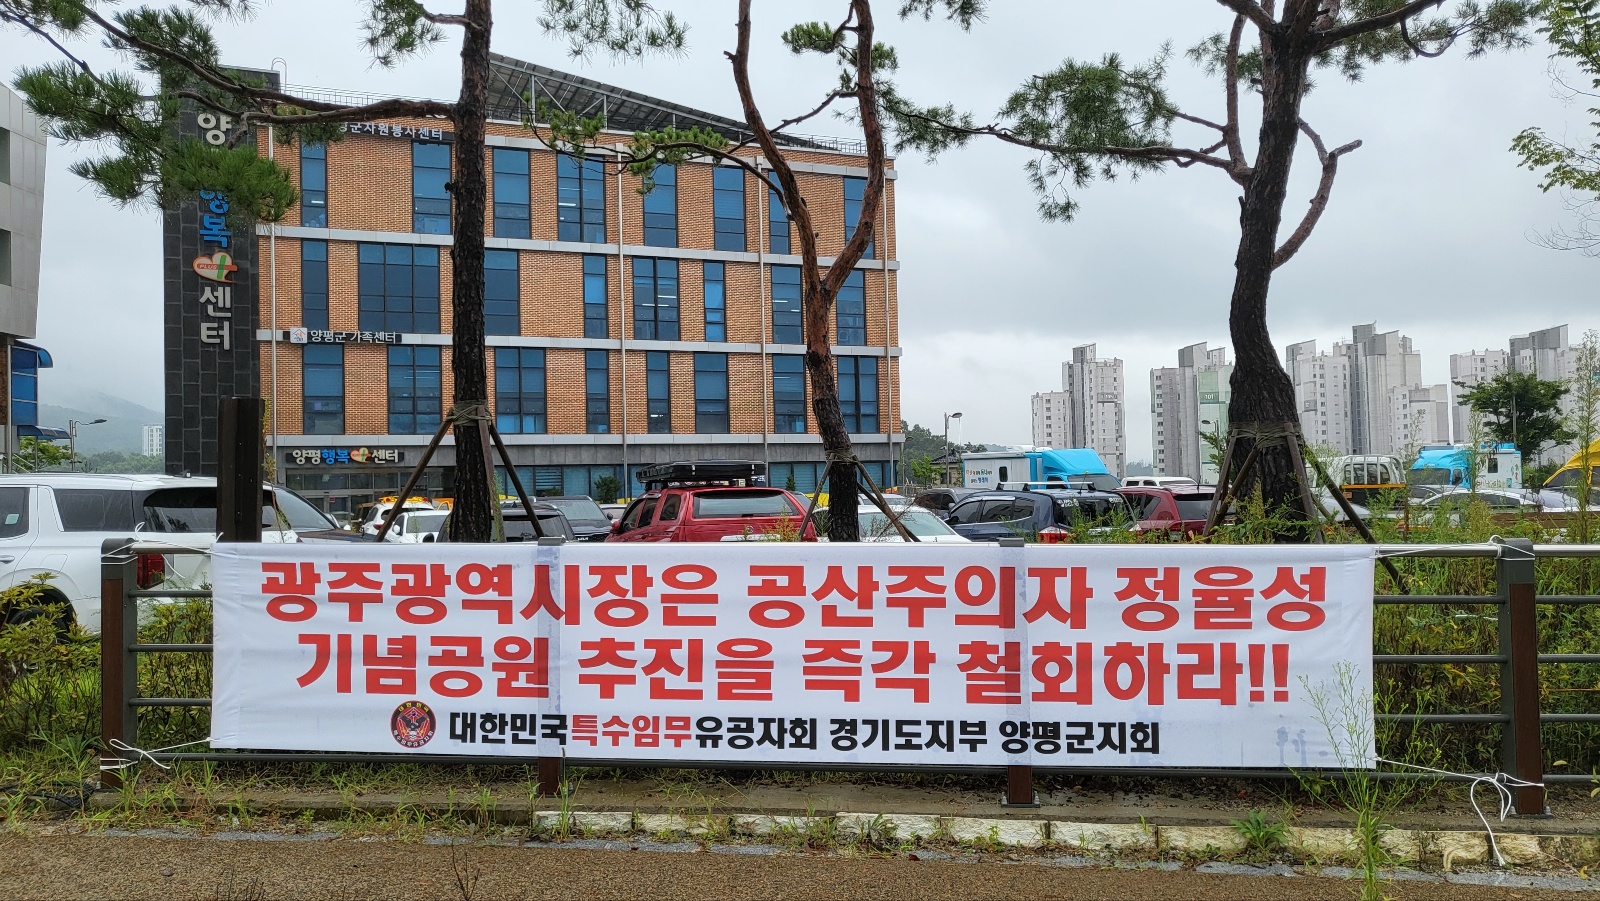 행복
PLUS
센터
양평군 가족센터
양평행복센터
광주광역시장은 공산주의자 정율성
기념공원 추진을 즉각 철회하라!!
대한민국특수임무유공자회 경기도지부 양평군지회